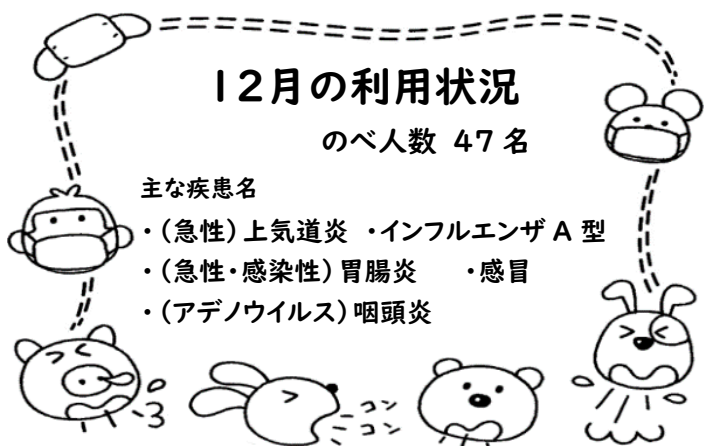 12月の利用状況
のべ人数 47名
主な疾患名
・(急性)上気道炎 ・インフルエンザA型
・(急性・感染性)胃腸炎 ・感冒
・(アデノウイルス)咽頭炎
コン
コン